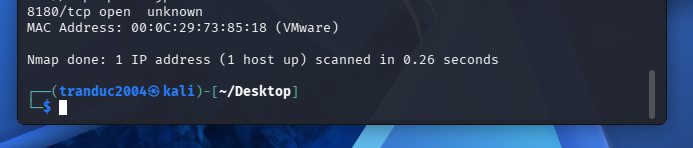 8180/tcp open  unknown
MAC Address: 00:0C:29:73:85:18 (VMware)
Nmap done: 1 IP address (1 host up) scanned in 0.26 seconds
┌──(tranduc2004㉿kali)-[~/Desktop]
└─$